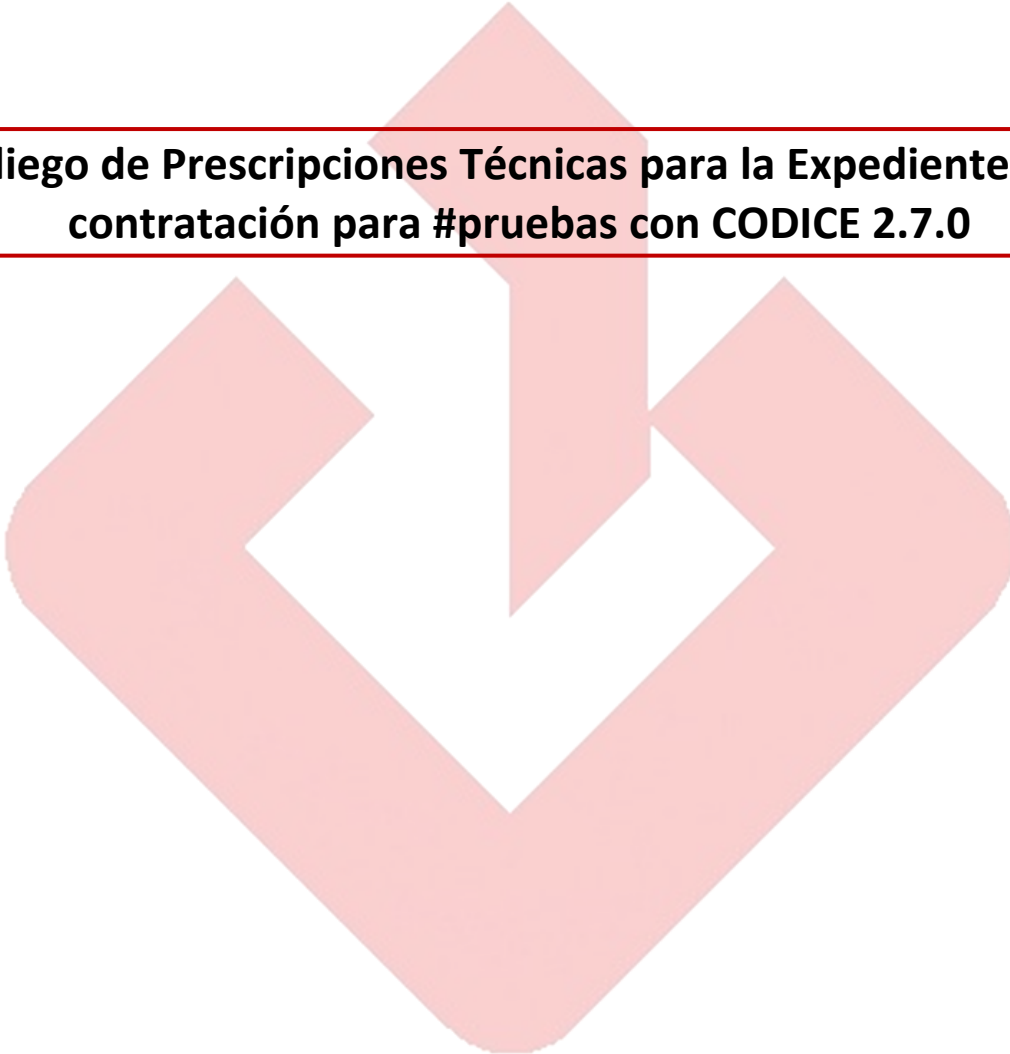 liego de Prescripciones Técnicas para la Expediente
contratación para #pruebas con CODICE 2.7.0